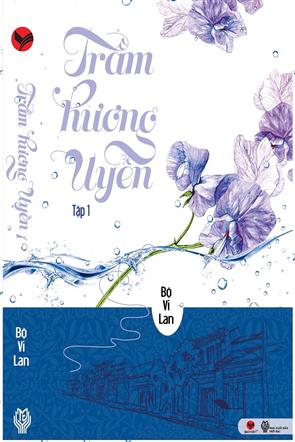 Trầm
hương
Uyển
Tập 1
Bộ
Vi
Lan
Trầm hương Uyển 1
Bộ
Vi
Lan